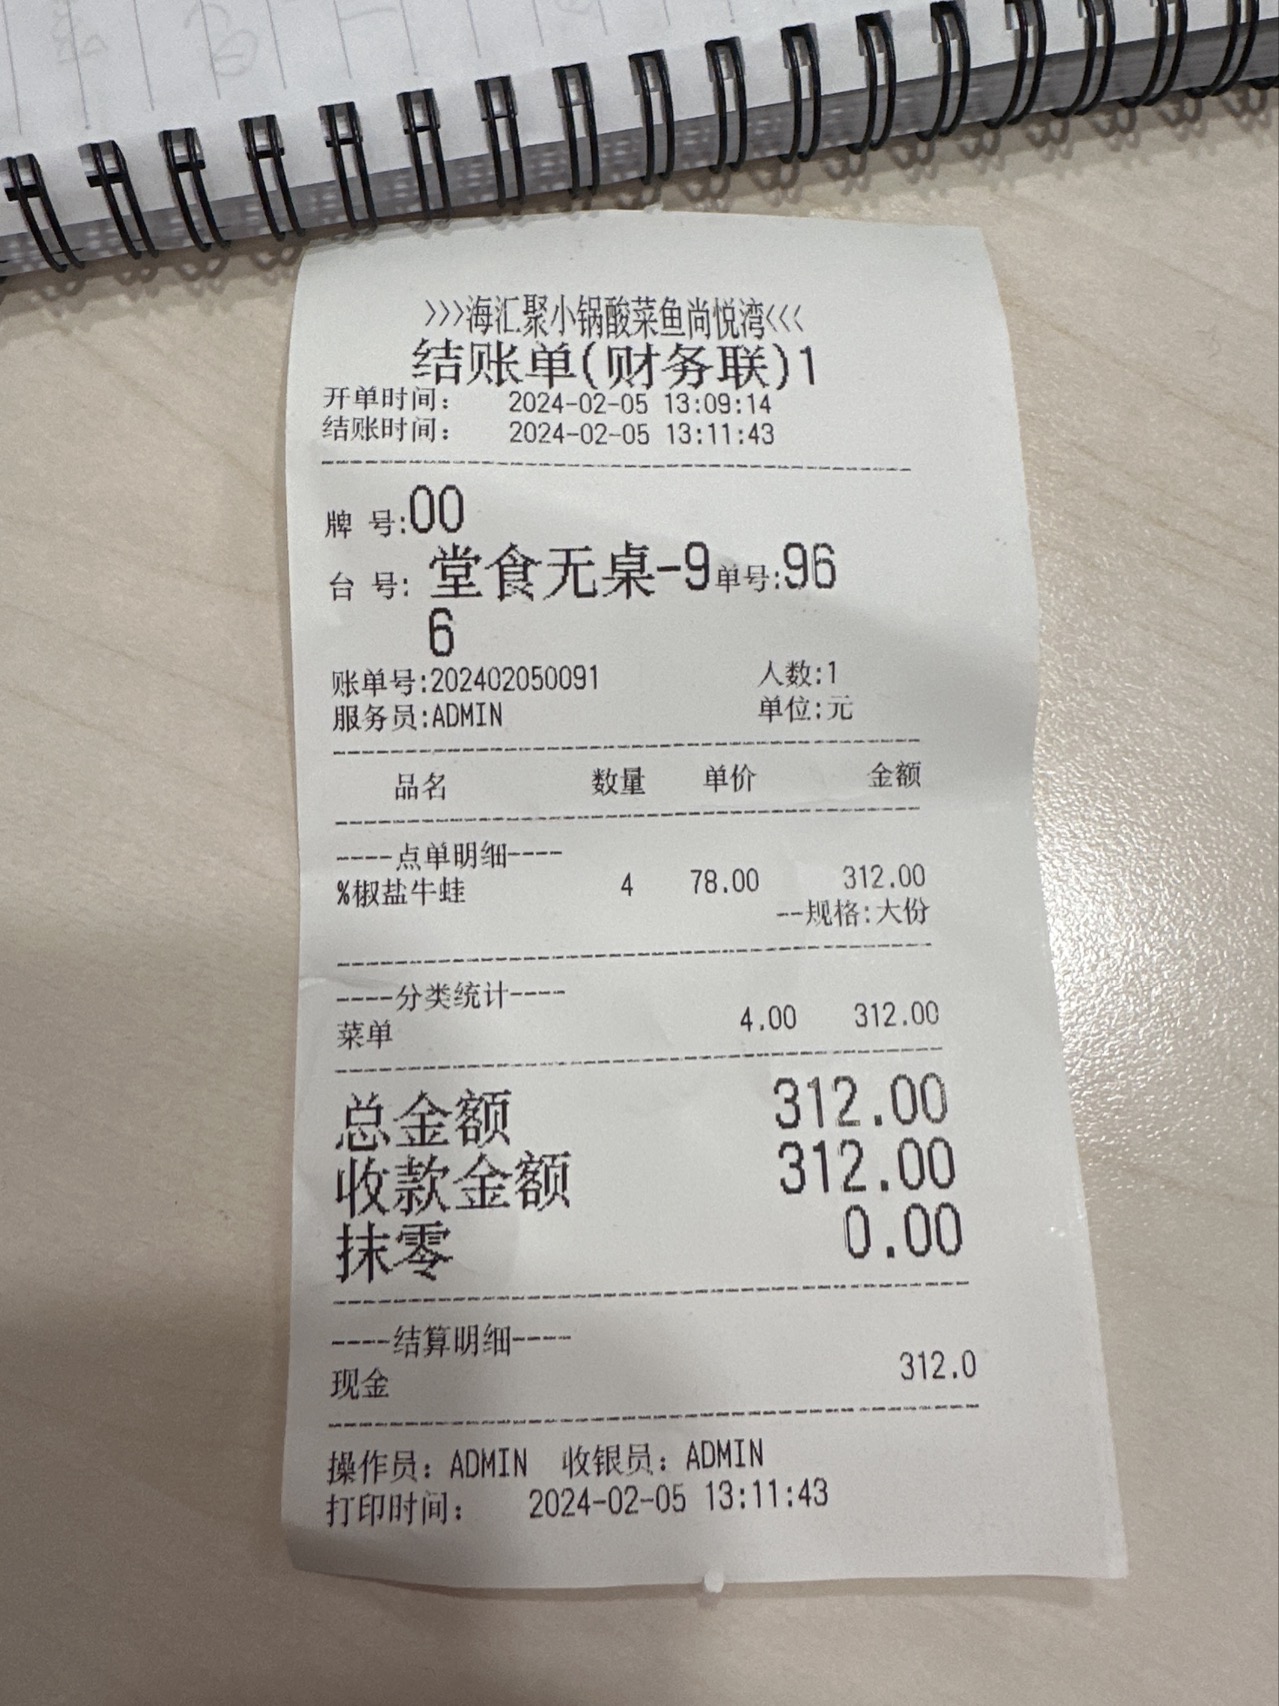 >>>海汇聚小锅酸菜鱼尚悦湾<<<
结账单(财务联)1
开单时间: 2024-02-05 13:09:14
结账时间: 2024-02-05 13:11:43
牌 号:00
台 号: 堂食无桌-9单号:96
6
账单号:202402050091 人数:1
服务员:ADMIN 单位:元
品名 数量 单价 金额
----点单明细----
%椒盐牛蛙 4 78.00 312.00
--规格:大份
----分类统计----
菜单 4.00 312.00
总金额 312.00
收款金额 312.00
抹零 0.00
----结算明细----
现金 312.0
操作员: ADMIN 收银员: ADMIN
打印时间: 2024-02-05 13:11:43